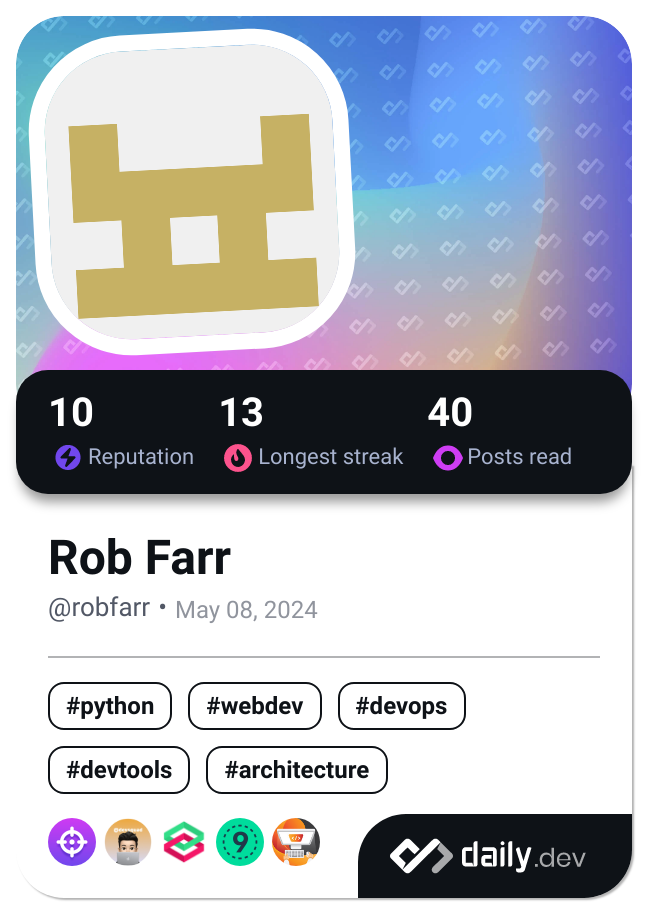 10 13 40
Reputation Longest streak Posts read
Rob Farr
@robfarr • May 08, 2024
#python #webdev #devops
#devtools #architecture
9
daily.dev